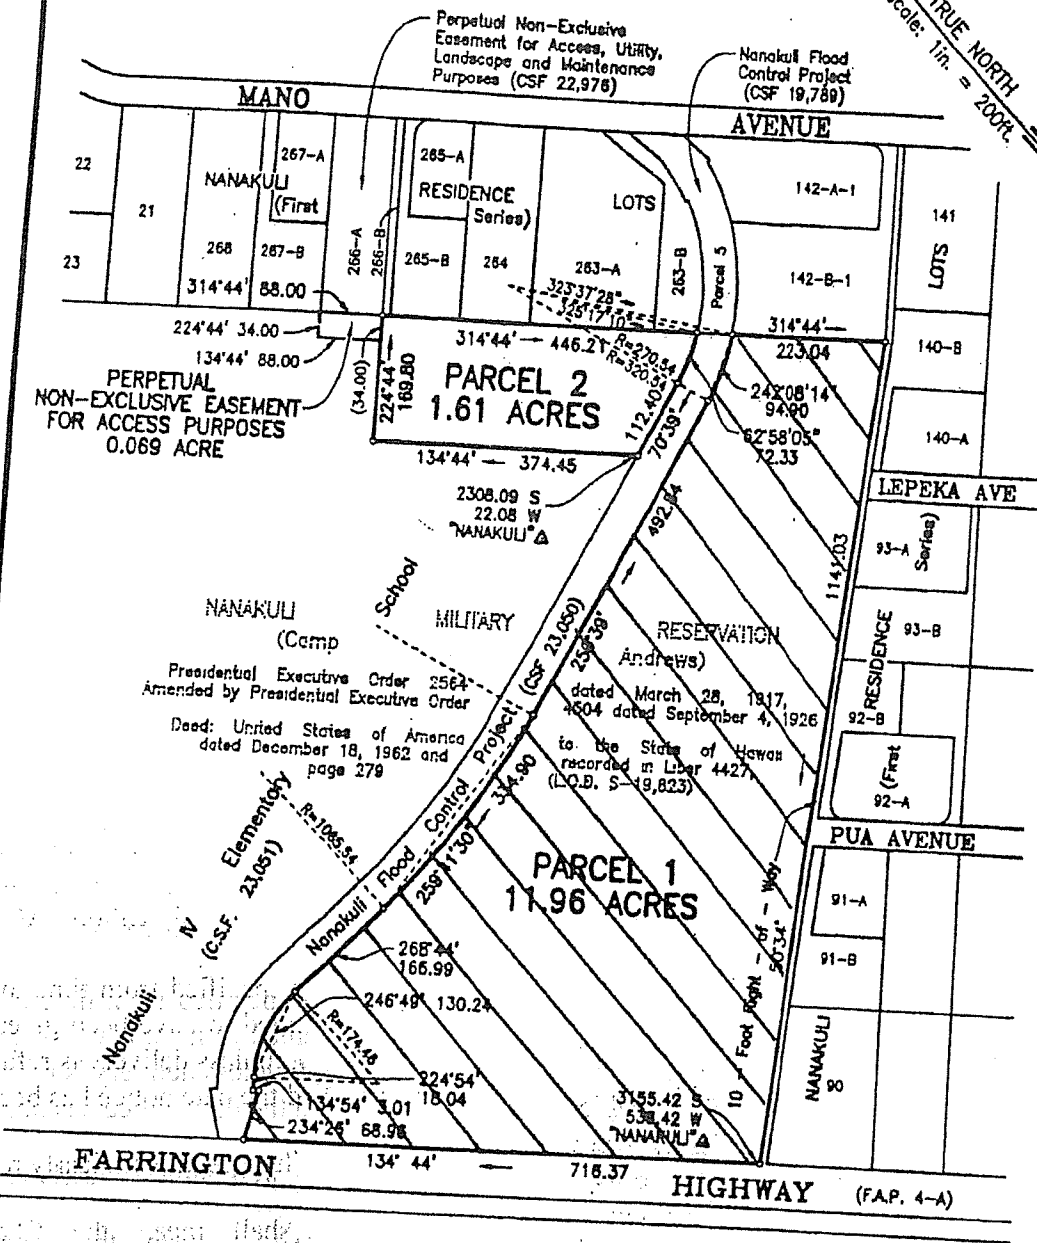 Perpetual Non-Exclusive
Easement for Access, Utility,
Landscape and Maintenance
Purposes (CSF 22,976)
Nanakuli Flood
Control Project
(CSF 19,789)
TRUE NORTH
Scale: 1in. = 200ft.
MANO
AVENUE
22
21
23
NANAKULI
(First
267-A
268
267-B
266-A
266-B
265-A
RESIDENCE
Series)
265-B
264
LOTS
263-A
263-B
Parcel 5
142-A-1
142-B-1
141
LOTS
314°44' 88.00
224°44' 34.00
134°44' 88.00
323°37'28"
325°17'10"
R=270.54
R=320.54
314°44'
446.21
314°44'
223.04
140-B
140-A
PERPETUAL
NON-EXCLUSIVE EASEMENT
FOR ACCESS PURPOSES
0.069 ACRE
(34.00)
224°44'
169.80
PARCEL 2
1.61 ACRES
112.40
70°39'
242°08'14"
94.90
62°58'05"
72.33
134°44'
374.45
2308.09 S
22.08 W
"NANAKULI"
LEPEKA AVE
492.84
1141.03
93-A
Series)
School
NANAKULI
(Camp
MILITARY
RESERVATION
Andrews)
93-B
RESIDENCE
(CSF 23,050)
250°39'
Presidential Executive Order 2564
Amended by Presidential Executive Order
dated March 28, 1917,
4504 dated September 4, 1926
Deed: United States of America
dated December 18, 1962 and
page 279
to the State of Hawaii
recorded in Liber 4427,
(L.O.D. S-19,823)
92-B
(First
92-A
Elementary
R=1065.54
Nanakuli Flood Control Project
314.90
259°11'30"
PARCEL 1
11.96 ACRES
PUA AVENUE
91-A
91-B
IV
(C.S.F. 23,051)
Nanakuli
268°44'
166.99
246°49' 130.24
R=174.48
224°54'
18.04
134°54' 3.01
234°26' 68.96
10 - Foot Right - of - Way
50°34"
3155.42 S
538.42 W
"NANAKULI"
NANAKULI
90
FARRINGTON
134° 44'
716.37
HIGHWAY
(F.A.P. 4-A)